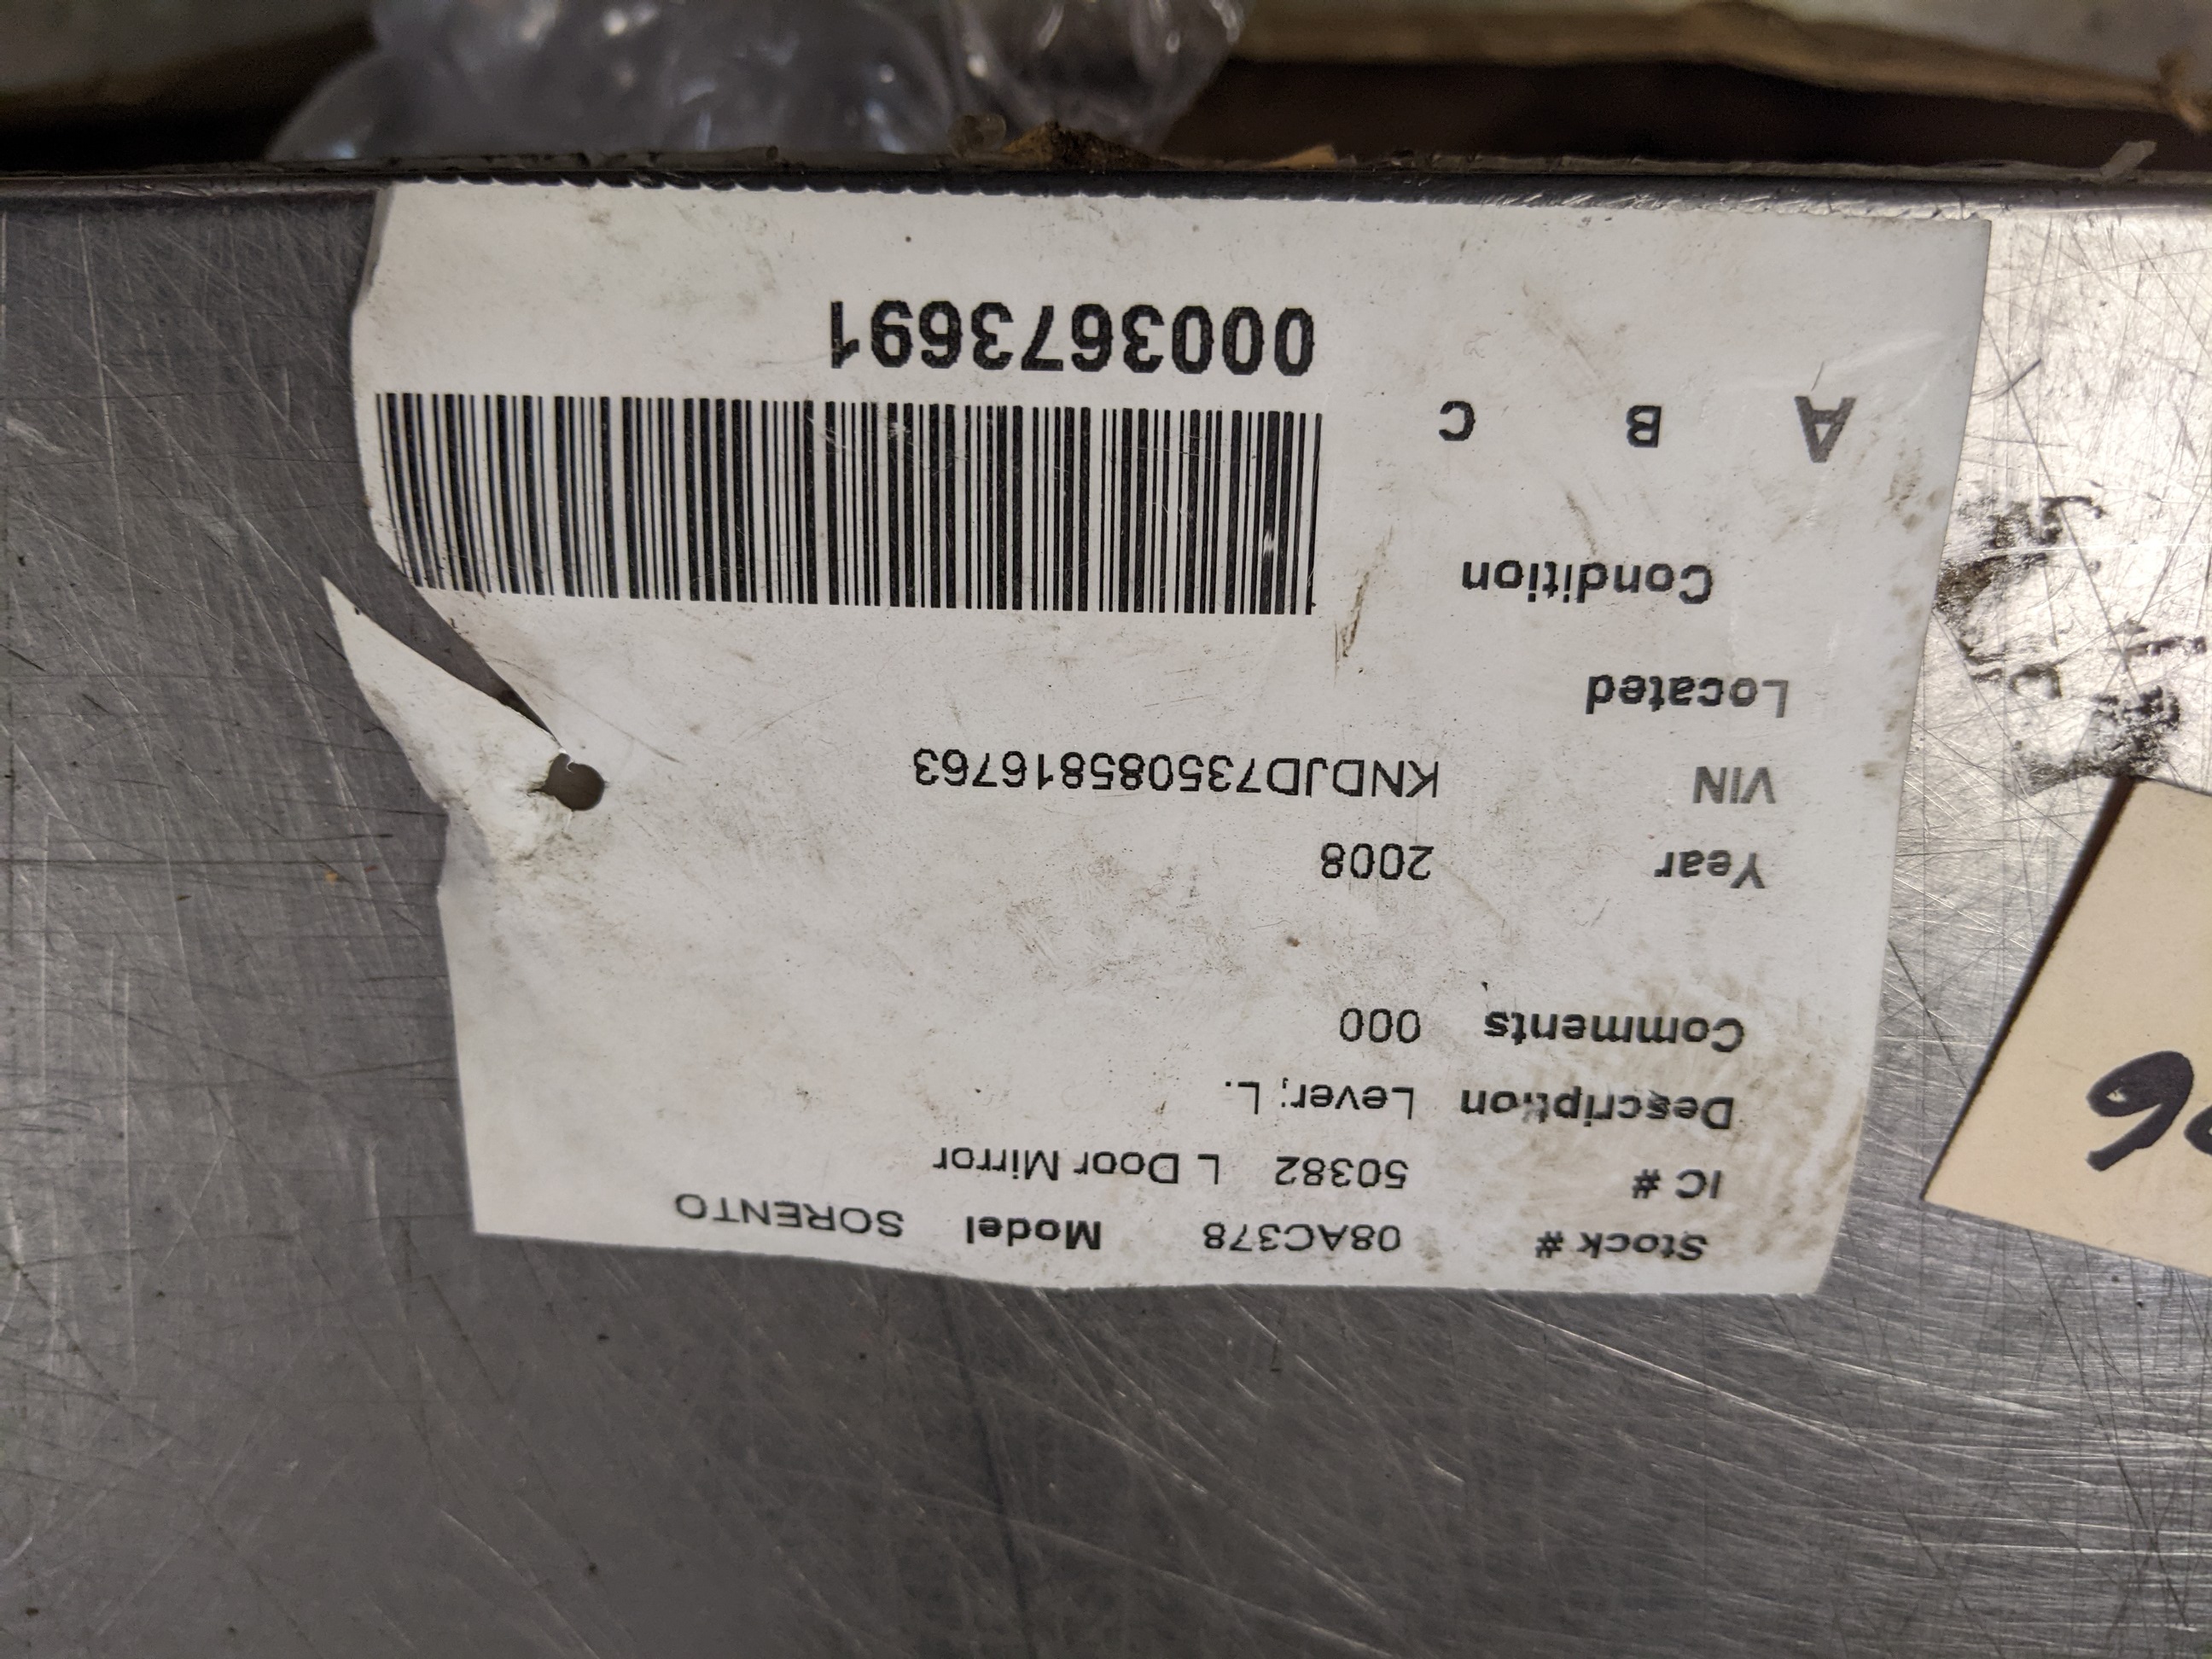 Stock # 08AC378 Model SORENTO
IC # 50382 L Door Mirror
Description Lever; L.
Comments 000
Year 2008
VIN KNDJD735085816763
Located
Condition
A B C
0003673691